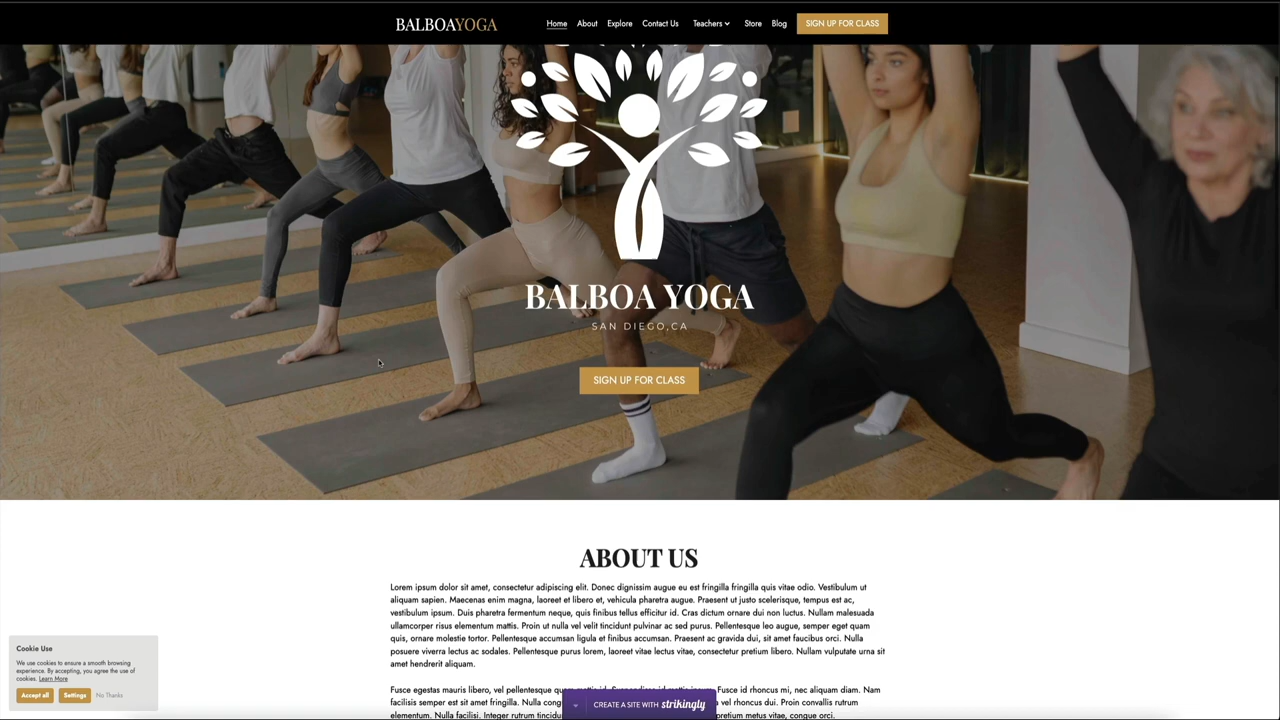 BALBOAYOGA
Home About Explore Contact Us Teachers Store Blog SIGN UP FOR CLASS
BALBOA YOGA
SAN DIEGO,CA
SIGN UP FOR CLASS
ABOUT US
Lorem ipsum dolor sit amet, consectetur adipiscing elit. Donec dignissim augue eu est fringilla fringilla quis vitae odio. Vestibulum ut
aliquam sapien. Maecenas enim magna, laoreet et libero et, vehicula pharetra augue. Praesent ut justo scelerisque, tempus est ac,
vestibulum ipsum. Duis pharetra fermentum neque, quis finibus tellus efficitur id. Cras dictum ornare dui non luctus. Nullam malesuada
ullamcorper risus elementum mattis. Proin ut nulla vel velit tincidunt pulvinar ac sed purus. Pellentesque leo augue, semper eget quam
quis, ornare molestie tortor. Pellentesque accumsan ligula et finibus accumsan. Praesent ac gravida dui, sit amet faucibus orci. Nulla
posuere viverra lectus ac sodales. Pellentesque purus lorem, laoreet vitae lectus vitae, consectetur pretium libero. Nullam vulputate urna sit
amet hendrerit aliquam.
Fusce egestas mauris libero, vel pellentesque Fusce id rhoncus mi, nec aliquam diam. Nam
facilisis semper est amet fringilla. Nulla vel rhoncus dui. Proin convallis rutrum
elementum. Nulla facilisi. Integer rutrum pretium metus vitae, congue orci.
Cookie Use
We use cookies to ensure a smooth browsing
experience. By accepting, you agree the use of
cookies. Learn More
Accept all Settings No Thanks
CREATE A SITE WITH strikingly